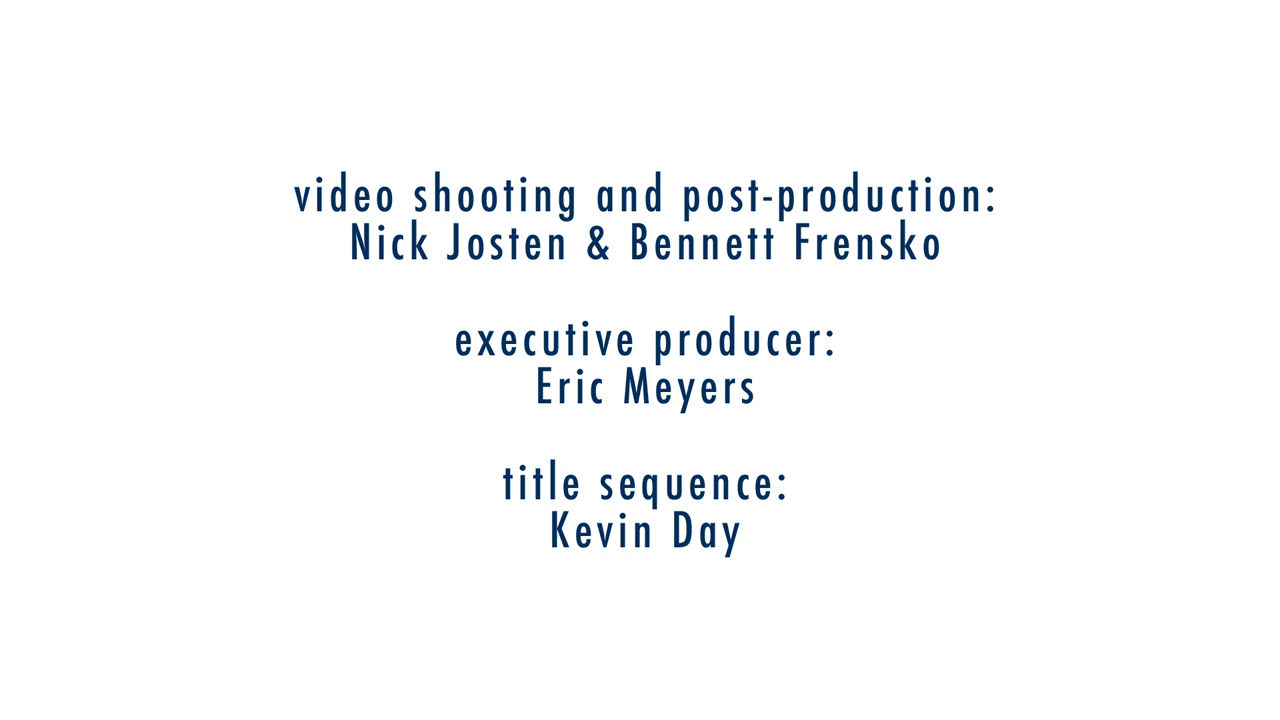 video shooting and post-production:
Nick Josten & Bennett Frensko
executive producer:
Eric Meyers
title sequence:
Kevin Day